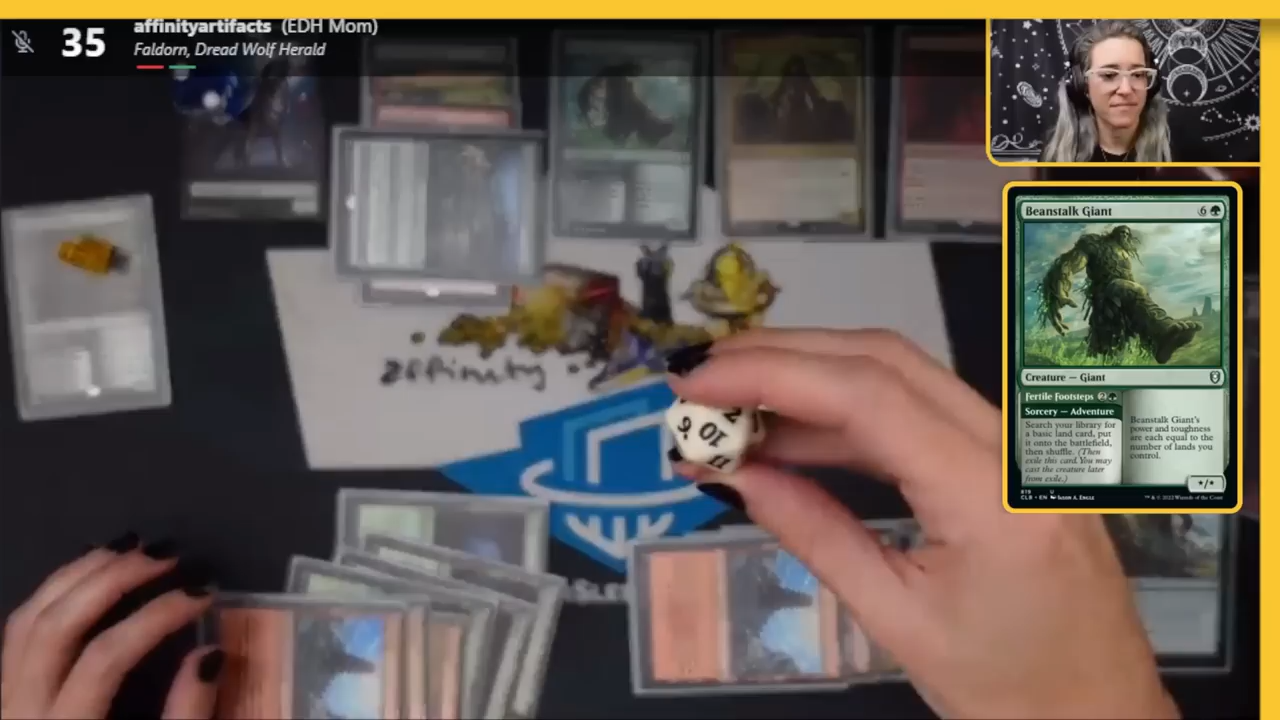 35
affinityartifacts (EDH Mom)
Faldorn, Dread Wolf Herald
Beanstalk Giant 6
Creature — Giant
Fertile Footsteps 2
Sorcery — Adventure
Search your library for
a basic land card, put
it onto the battlefield,
then shuffle. (Then
exile this card. You may
cast the creature later
from exile.)
Beanstalk Giant's
power and toughness
are each equal to the
number of lands you
control.
*/*
affinity
10